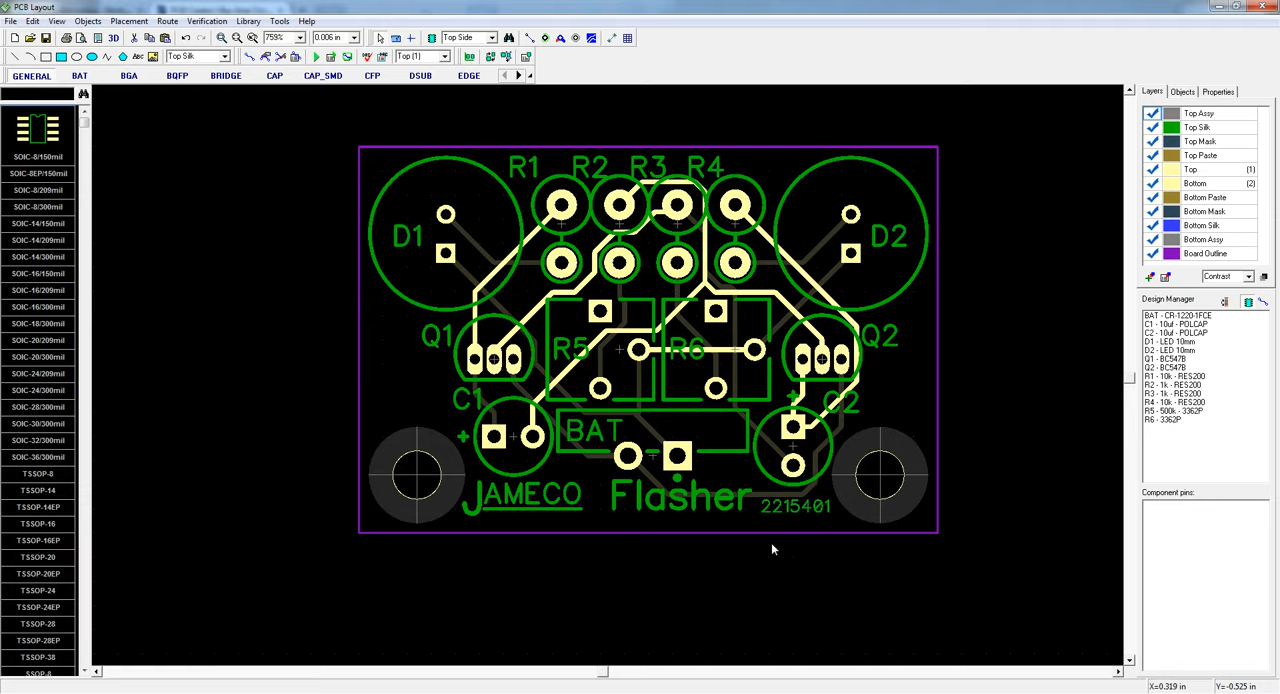 PCB Layout
File Edit View Objects Placement Route Verification Library Tools Help
3D 759% 0.006 in Top Side
Abc Top Silk Top (1)
GENERAL BAT BGA BQFP BRIDGE CAP CAP_SMD CFP DSUB EDGE
SOIC-8/150mil
SOIC-8EP/150mil
SOIC-8/209mil
SOIC-8/300mil
SOIC-14/150mil
SOIC-14/209mil
SOIC-14/300mil
SOIC-16/150mil
SOIC-16/209mil
SOIC-16/300mil
SOIC-18/300mil
SOIC-20/209mil
SOIC-20/300mil
SOIC-24/209mil
SOIC-24/300mil
SOIC-28/300mil
SOIC-30/300mil
SOIC-32/300mil
SOIC-36/300mil
TSSOP-8
TSSOP-14
TSSOP-14EP
TSSOP-16
TSSOP-16EP
TSSOP-20
TSSOP-20EP
TSSOP-24
TSSOP-24EP
TSSOP-28
TSSOP-28EP
TSSOP-38
SSOP-8
R1 R2 R3 R4
D1 D2
Q1 Q2
R5 R6
C1 C2
+
+
BAT
JAMECO Flasher 2215401
Layers Objects Properties
Top Assy
Top Silk
Top Mask
Top Paste
Top (1)
Bottom (2)
Bottom Paste
Bottom Mask
Bottom Silk
Bottom Assy
Board Outline
Contrast
Design Manager
BAT - CR-1220-1FCE
C1 - 10uf - POLCAP
C2 - 10uf - POLCAP
D1 - LED 10mm
D2 - LED 10mm
Q1 - BC547B
Q2 - BC547B
R1 - 10k - RES200
R2 - 1k - RES200
R3 - 1k - RES200
R4 - 10k - RES200
R5 - 500k - 3362P
R6 - 3362P
Component pins:
X=0.319 in Y=-0.525 in